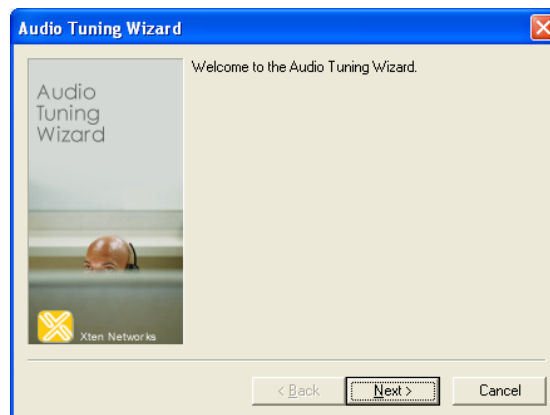 Audio Tuning Wizard
Welcome to the Audio Tuning Wizard.
Audio
Tuning
Wizard
Xten Networks
< Back
Next >
Cancel